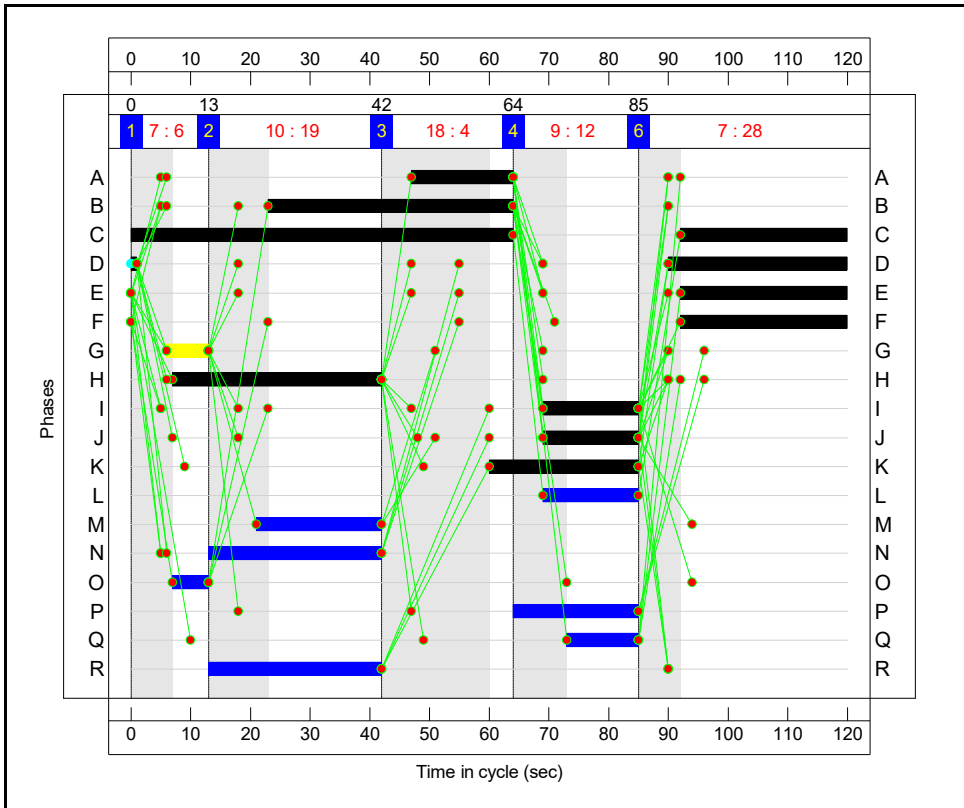 0 10 20 30 40 50 60 70 80 90 100 110 120
0 13 42 64 85
1 7 : 6 2 10 : 19 3 18 : 4 4 9 : 12 6 7 : 28
Phases
A A
B B
C C
D D
E E
F F
G G
H H
I I
J J
K K
L L
M M
N N
O O
P P
Q Q
R R
0 10 20 30 40 50 60 70 80 90 100 110 120
Time in cycle (sec)